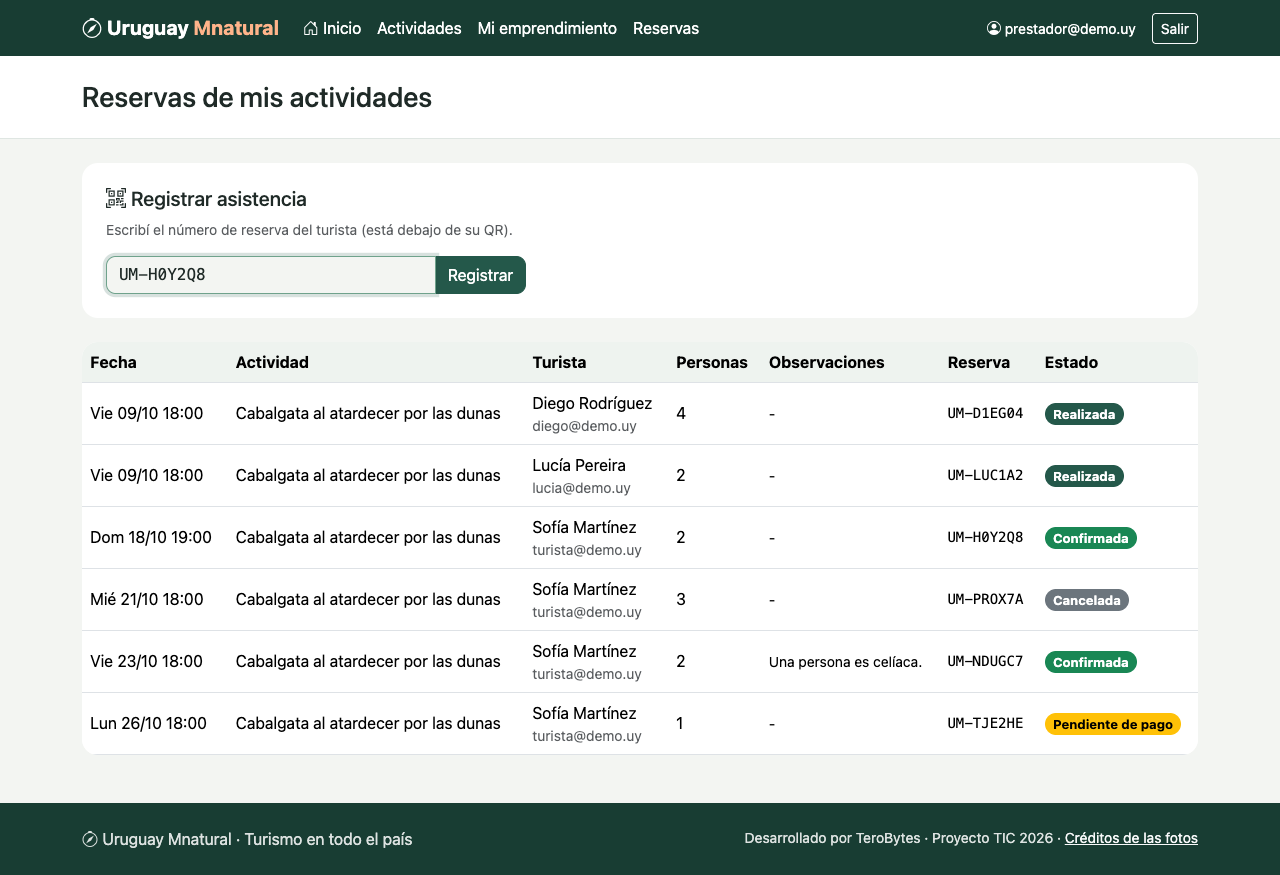 Uruguay Mnatural Inicio Actividades Mi emprendimiento Reservas prestador@demo.uy Salir
Reservas de mis actividades
Registrar asistencia
Escribí el número de reserva del turista (está debajo de su QR).
UM-H0Y2Q8 Registrar
Fecha Actividad Turista Personas Observaciones Reserva Estado
Vie 09/10 18:00 Cabalgata al atardecer por las dunas Diego Rodríguez 4 - UM-D1EG04 Realizada
diego@demo.uy
Vie 09/10 18:00 Cabalgata al atardecer por las dunas Lucía Pereira 2 - UM-LUC1A2 Realizada
lucia@demo.uy
Dom 18/10 19:00 Cabalgata al atardecer por las dunas Sofía Martínez 2 - UM-H0Y2Q8 Confirmada
turista@demo.uy
Mié 21/10 18:00 Cabalgata al atardecer por las dunas Sofía Martínez 3 - UM-PROX7A Cancelada
turista@demo.uy
Vie 23/10 18:00 Cabalgata al atardecer por las dunas Sofía Martínez 2 Una persona es celíaca. UM-NDUGC7 Confirmada
turista@demo.uy
Lun 26/10 18:00 Cabalgata al atardecer por las dunas Sofía Martínez 1 - UM-TJE2HE Pendiente de pago
turista@demo.uy
Uruguay Mnatural · Turismo en todo el país Desarrollado por TeroBytes · Proyecto TIC 2026 · Créditos de las fotos